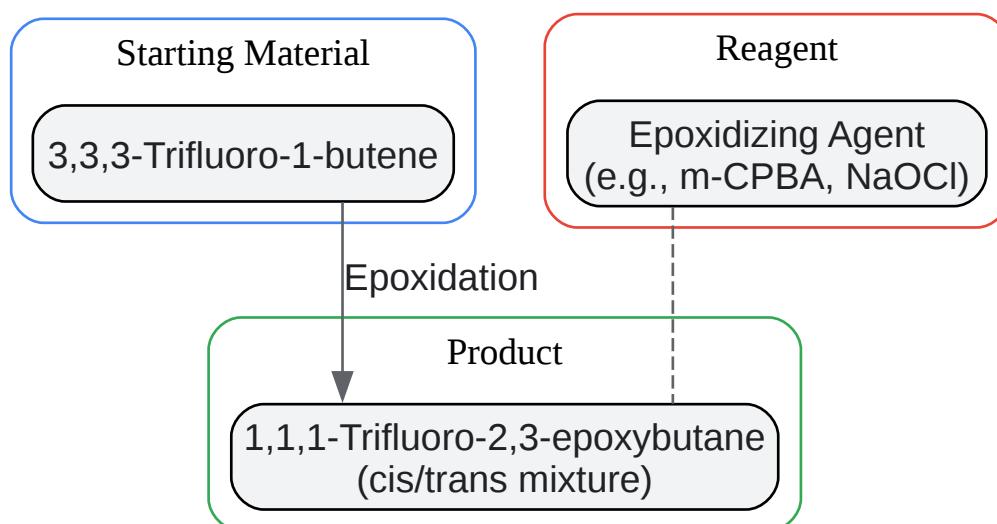 Starting Material
3,3,3-Trifluoro-1-butene
Reagent
Epoxidizing Agent
(e.g., m-CPBA, NaOCl)
Epoxidation
Product
1,1,1-Trifluoro-2,3-epoxybutane
(cis/trans mixture)